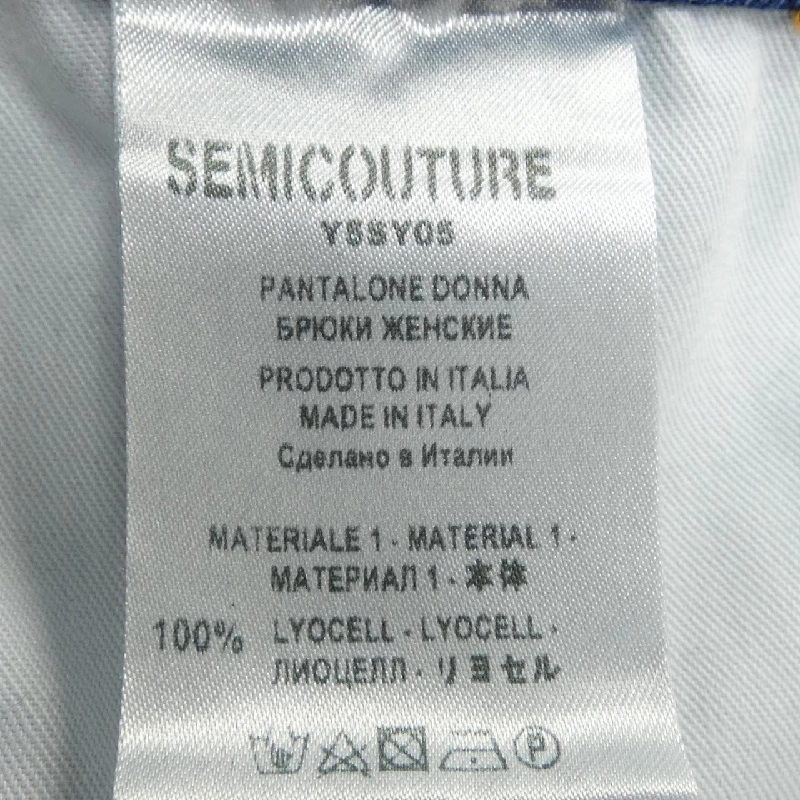 SEMICOUTURE
Y5SY05
PANTALONE DONNA
БРЮКИ ЖЕНСКИЕ
PRODOTTO IN ITALIA
MADE IN ITALY
Сделано в Италии
MATERIALE 1 · MATERIAL 1 ·
МАТЕРИАЛ 1 · 本体
100% LYOCELL · LYOCELL ·
ЛИОЦЕЛЛ · リヨセル
P